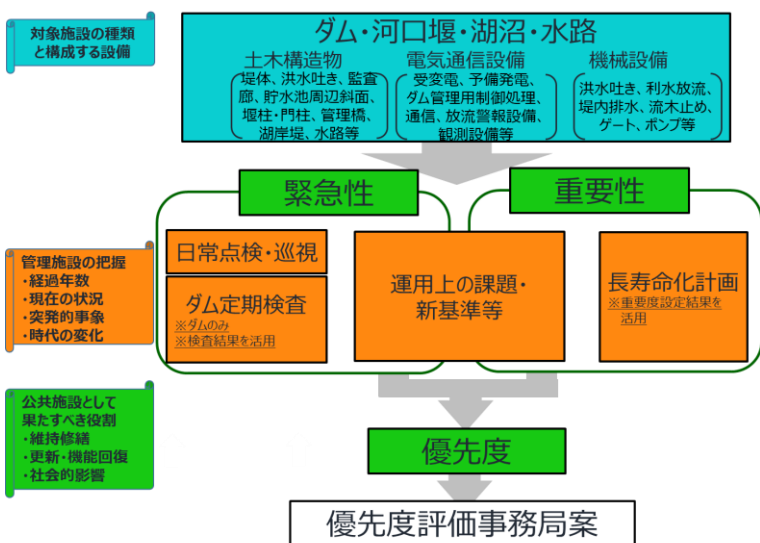 対象施設の種類
と構成する設備
ダム・河口堰・湖沼・水路
土木構造物
堤体、洪水吐き、監査
廊、貯水池周辺斜面、
堰柱・門柱、管理橋、
湖岸堤、水路等
電気通信設備
受変電、予備発電、
ダム管理用制御処理、
通信、放流警報設備、
観測設備等
機械設備
洪水吐き、利水放流、
堤内排水、流木止め、
ゲート、ポンプ等
緊急性
重要性
管理施設の把握
・経過年数
・現在の状況
・突発的事象
・時代の変化
日常点検・巡視
ダム定期検査
※ダムのみ
※検査結果を活用
運用上の課題・
新基準等
長寿命化計画
※重要度設定結果を
活用
公共施設として
果たすべき役割
・維持修繕
・更新・機能回復
・社会的影響
優先度
優先度評価事務局案